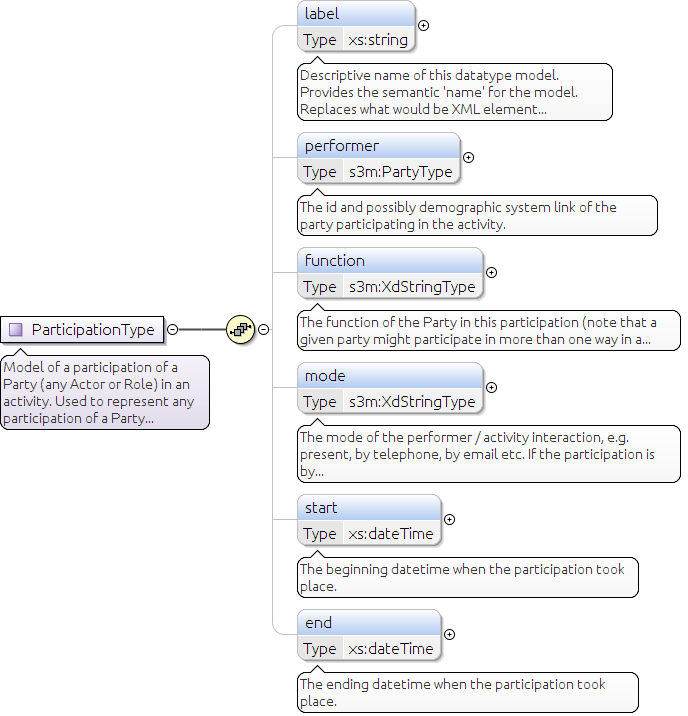 label
Type xs:string
Descriptive name of this datatype model.
Provides the semantic 'name' for the model.
Replaces what would be XML element...
performer
Type s3m:PartyType
The id and possibly demographic system link of the
party participating in the activity.
function
Type s3m:XdStringType
The function of the Party in this participation (note that a
given party might participate in more than one way in a...
ParticipationType
Model of a participation of a
Party (any Actor or Role) in an
activity. Used to represent any
participation of a Party...
mode
Type s3m:XdStringType
The mode of the performer / activity interaction, e.g.
present, by telephone, by email etc. If the participation is
by...
start
Type xs:dateTime
The beginning datetime when the participation took
place.
end
Type xs:dateTime
The ending datetime when the participation took
place.